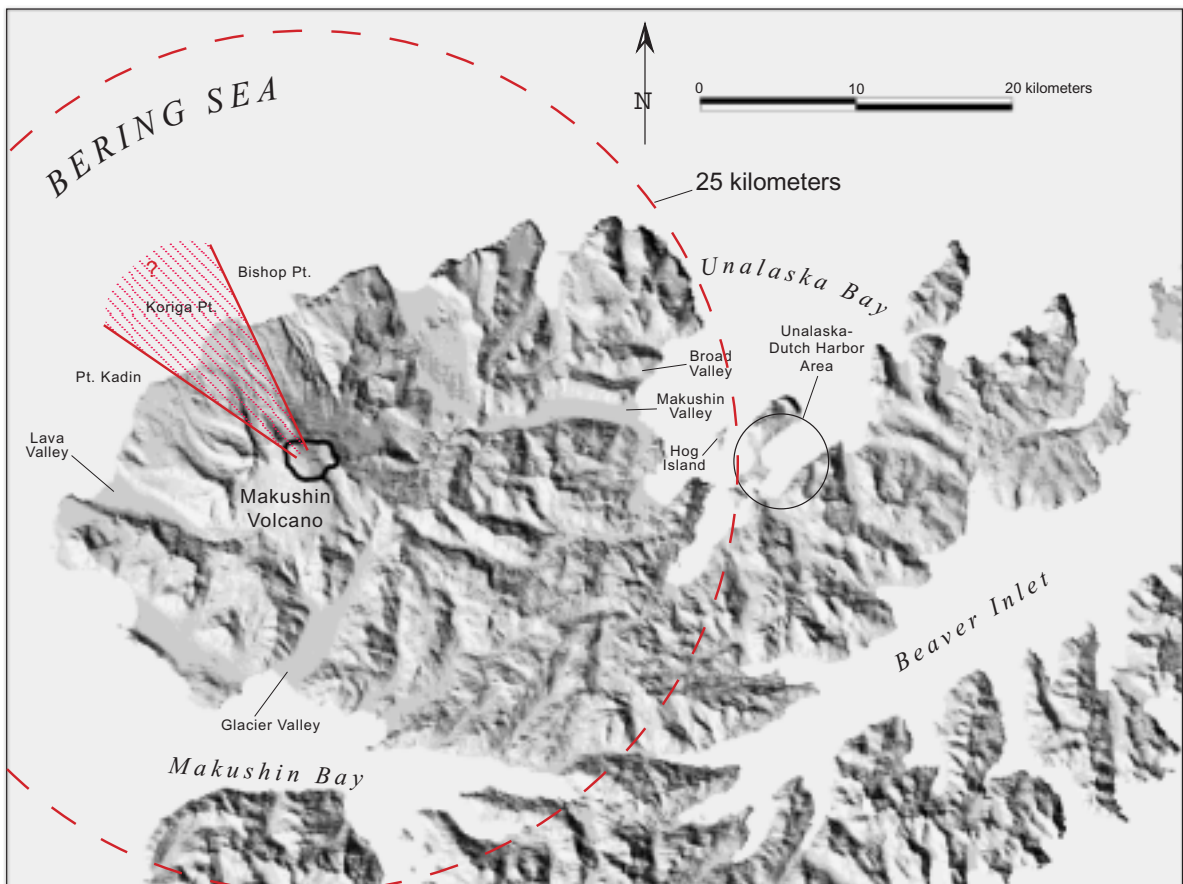 BERING SEA
N
0 10 20 kilometers
25 kilometers
Unalaska Bay
?
Bishop Pt.
Koriga Pt.
Pt. Kadin
Unalaska-
Dutch Harbor
Area
Broad
Valley
Makushin
Valley
Hog
Island
Lava
Valley
Makushin
Volcano
Beaver Inlet
Glacier Valley
Makushin Bay